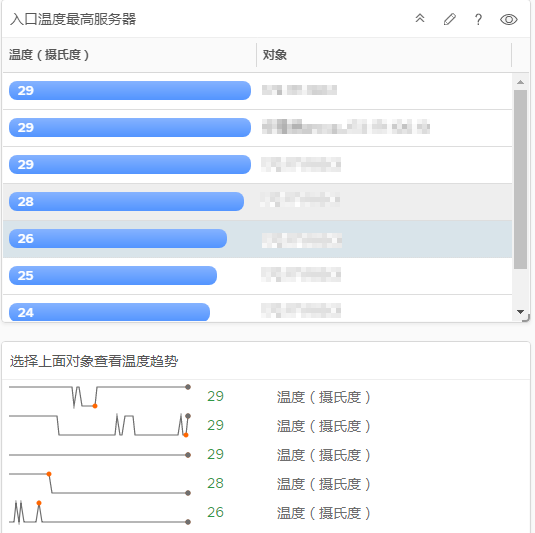 入口温度最高服务器
温度（摄氏度） 对象
29
29
29
28
26
25
24
选择上面对象查看温度趋势
29 温度（摄氏度）
29 温度（摄氏度）
29 温度（摄氏度）
28 温度（摄氏度）
26 温度（摄氏度）